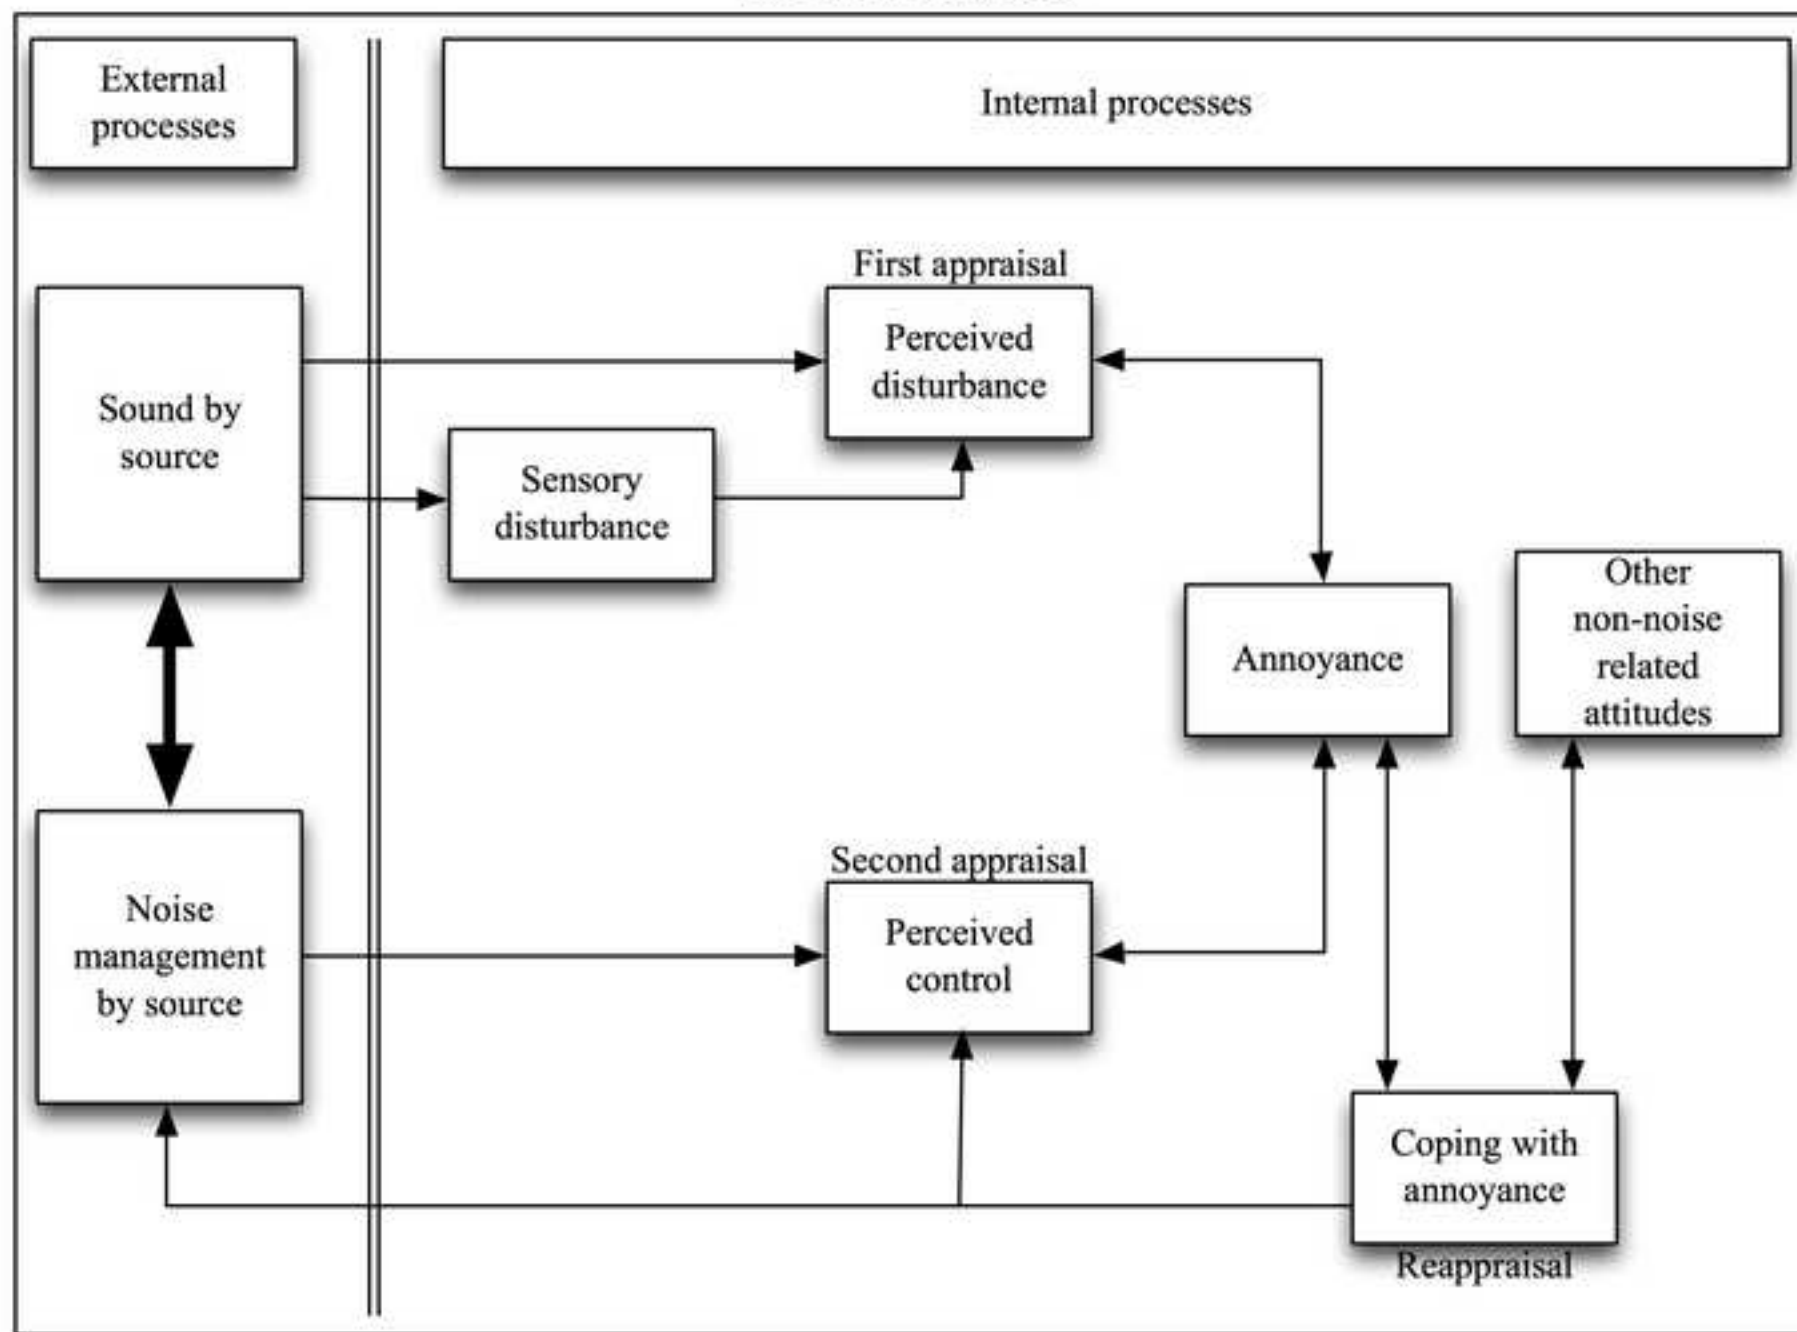 External
processes
Internal processes
First appraisal
Perceived
disturbance
Sound by
source
Sensory
disturbance
Other
non-noise
related
attitudes
Annoyance
Second appraisal
Noise
management
by source
Perceived
control
Coping with
annoyance
Reappraisal